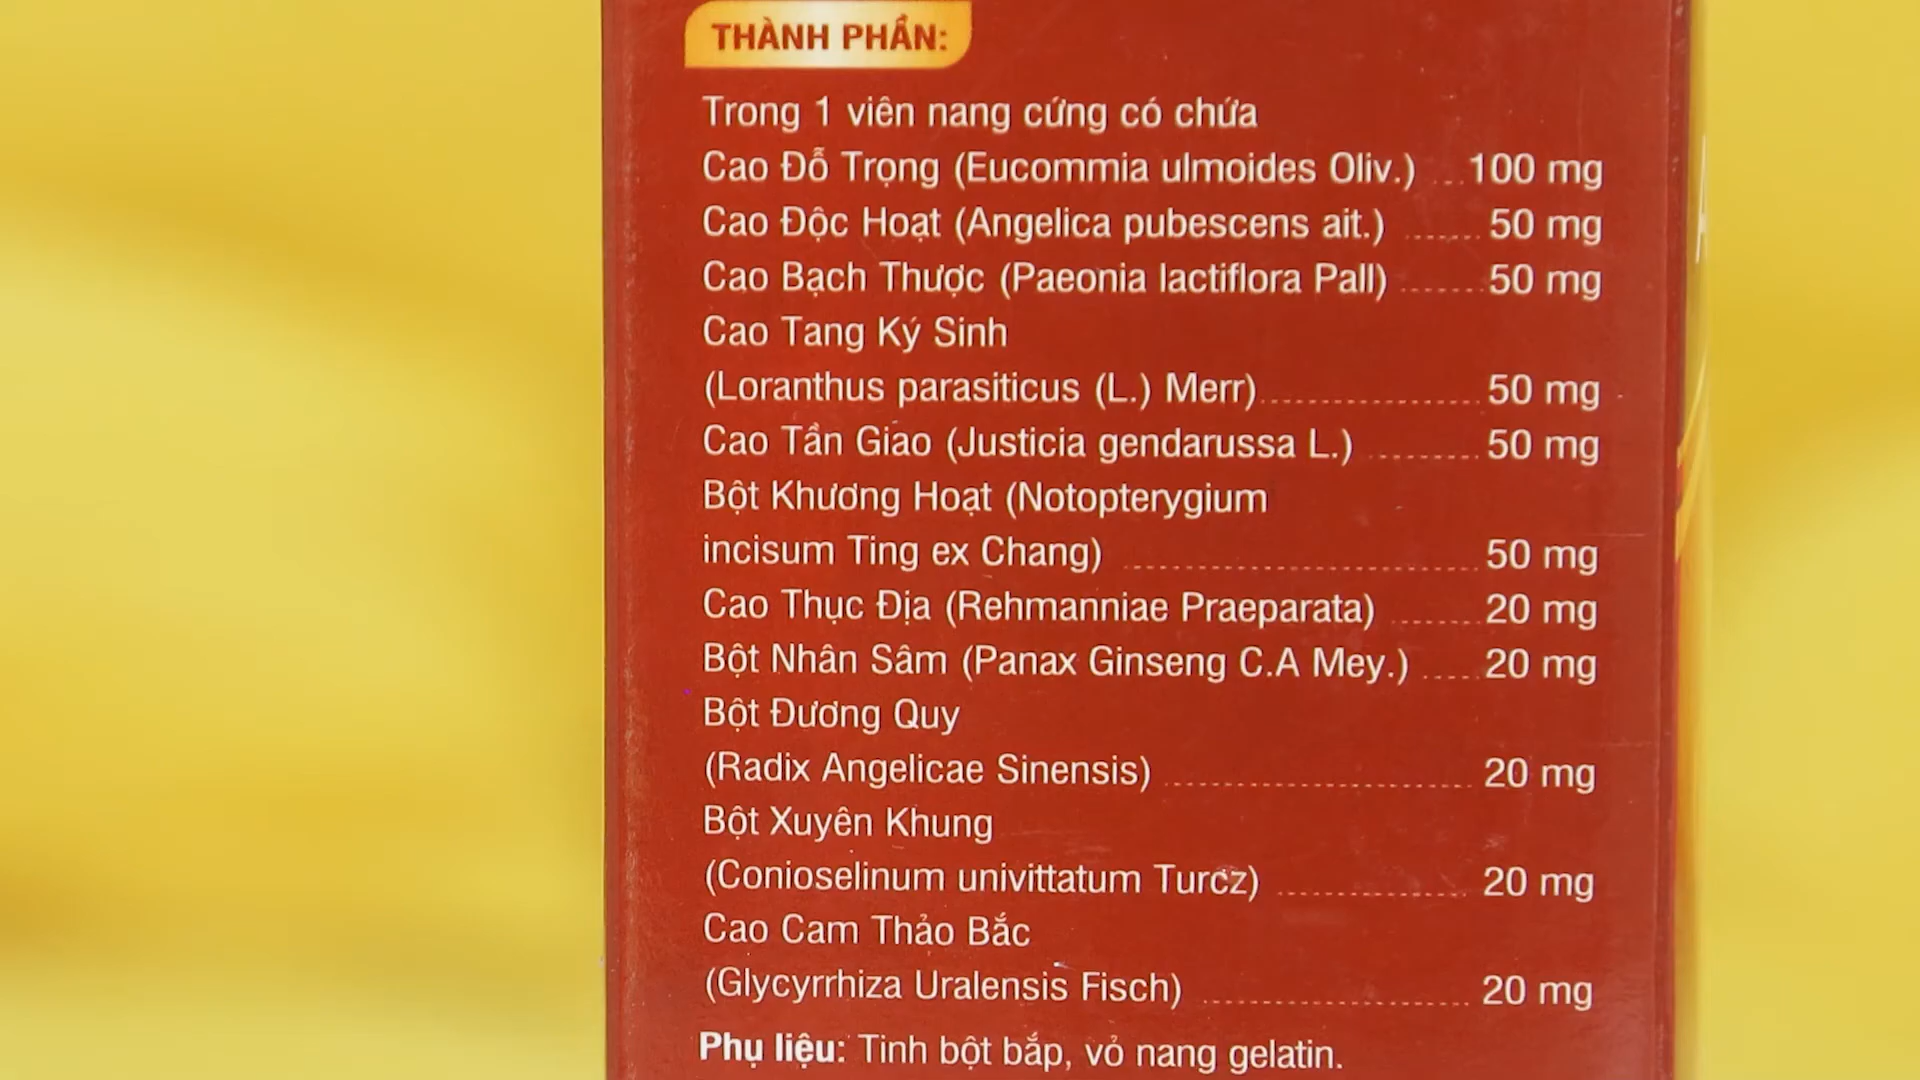 THÀNH PHẦN:
Trong 1 viên nang cứng có chứa
Cao Đỗ Trọng (Eucommia ulmoides Oliv.) ... 100 mg
Cao Độc Hoạt (Angelica pubescens ait.) ....... 50 mg
Cao Bạch Thược (Paeonia lactiflora Pall) ....... 50 mg
Cao Tang Ký Sinh
(Loranthus parasiticus (L.) Merr) ..................... 50 mg
Cao Tần Giao (Justicia gendarussa L.) .......... 50 mg
Bột Khương Hoạt (Notopterygium
incisum Ting ex Chang) ................................... 50 mg
Cao Thục Địa (Rehmanniae Praeparata) ........ 20 mg
Bột Nhân Sâm (Panax Ginseng C.A Mey.) ..... 20 mg
Bột Đương Quy
(Radix Angelicae Sinensis) .............................. 20 mg
Bột Xuyên Khung
(Conioselinum univittatum Turcz) ................... 20 mg
Cao Cam Thảo Bắc
(Glycyrrhiza Uralensis Fisch) .......................... 20 mg
Phụ liệu: Tinh bột bắp, vỏ nang gelatin.